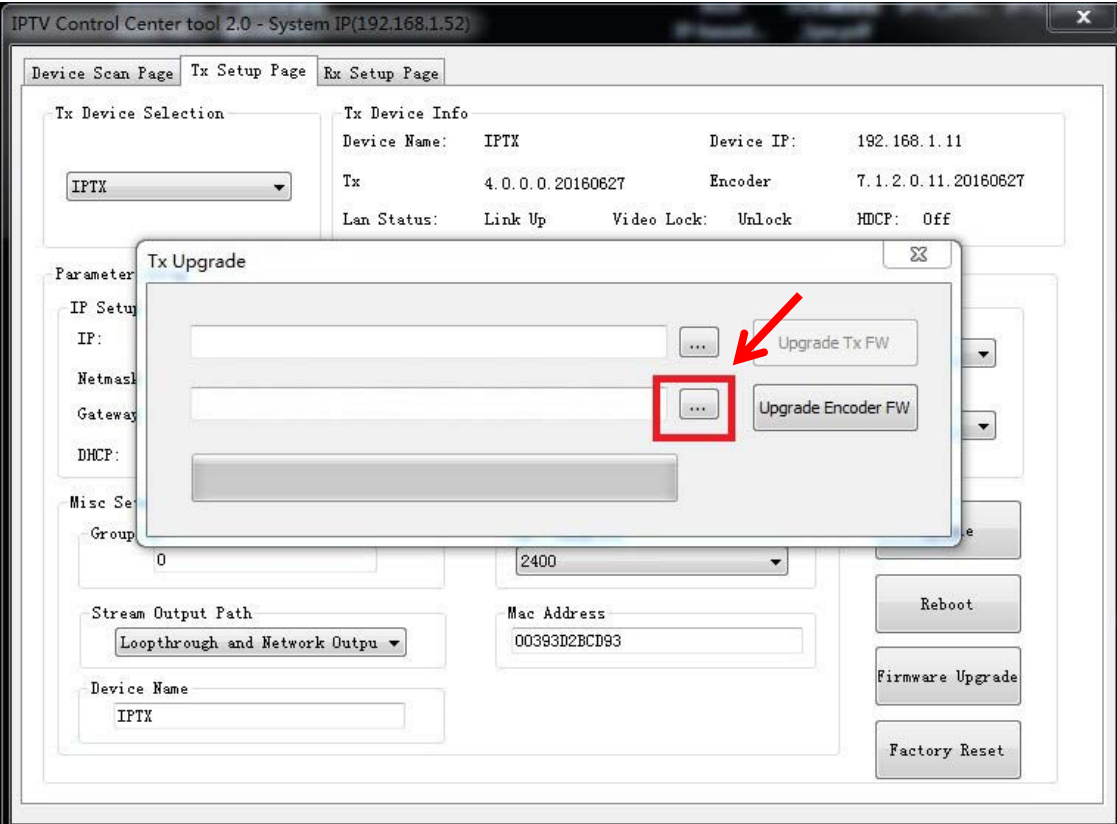 IPTV Control Center tool 2.0 - System IP(192.168.1.52)
Device Scan Page Tx Setup Page Rx Setup Page
Tx Device Selection
IPTX
Tx Device Info
Device Name: IPTX Device IP: 192.168.1.11
Tx 4.0.0.0.20160627 Encoder 7.1.2.0.11.20160627
Lan Status: Link Up Video Lock: Unlock HDCP: Off
Tx Upgrade
... Upgrade Tx FW
... Upgrade Encoder FW
Parameter
IP Setup
IP:
Netmask
Gateway
DHCP:
Misc Se
Group
0
2400
Stream Output Path
Loopthrough and Network Outpu
Mac Address
00393D2BCD93
Device Name
IPTX
Reboot
Firmware Upgrade
Factory Reset